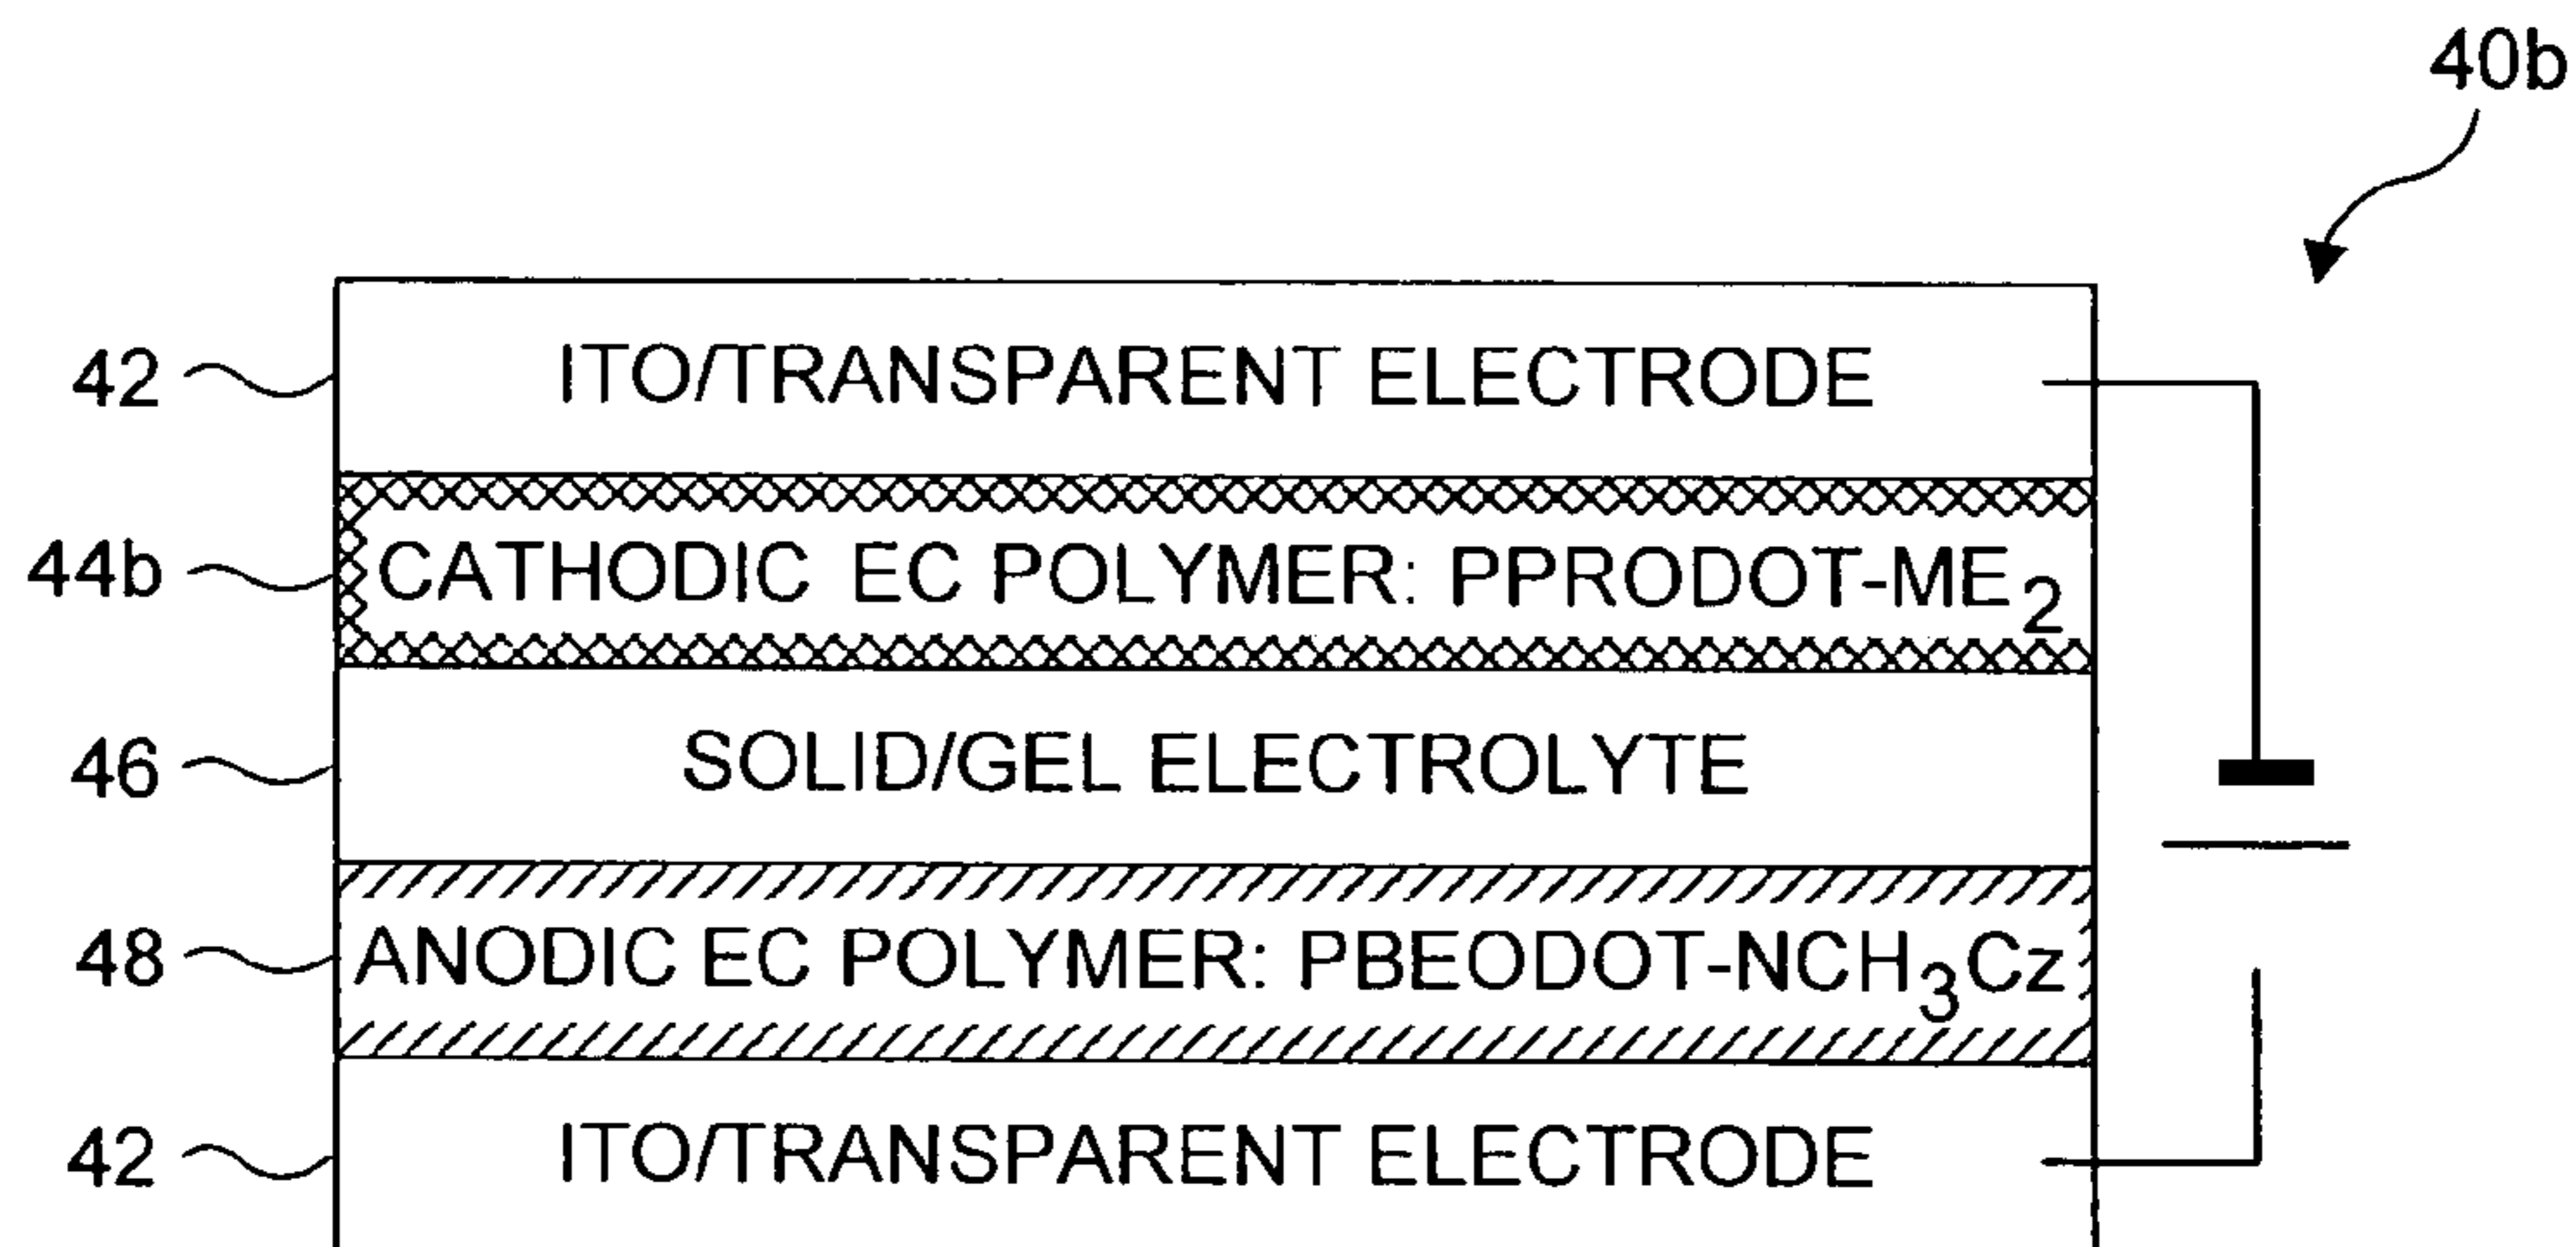 40b
42 ITO/TRANSPARENT ELECTRODE
44b CATHODIC EC POLYMER: PPRODOT-ME₂
46 SOLID/GEL ELECTROLYTE
48 ANODIC EC POLYMER: PBEODOT-NCH₃Cz
42 ITO/TRANSPARENT ELECTRODE